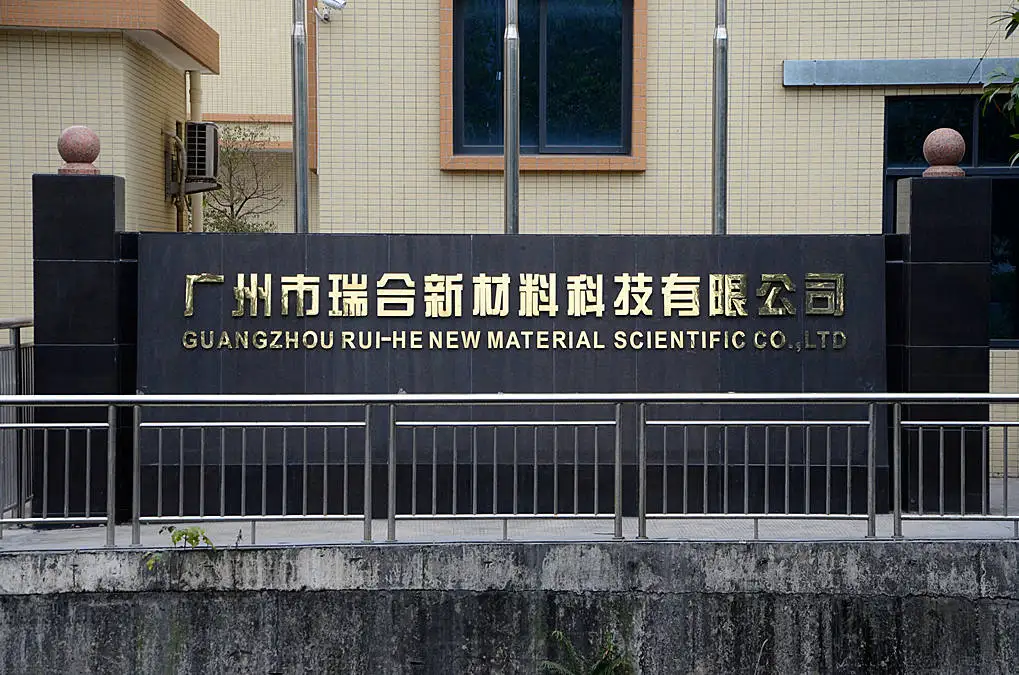 广州市瑞合新材料科技有限公司
GUANGZHOU RUI-HE NEW MATERIAL SCIENTIFIC CO.,LTD